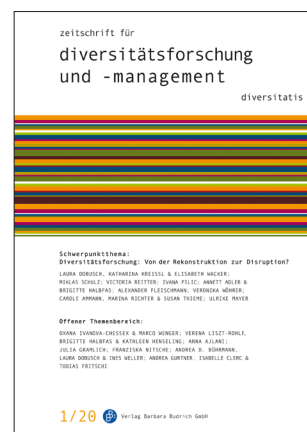 zeitschrift für
diversitätsforschung
und -management
diversitatis
Schwerpunktthema:
Diversitätsforschung: Von der Rekonstruktion zur Disruption?
LAURA DOBUSCH, KATHARINA KREISSL & ELISABETH WACKER;
MIKLAS SCHULZ; VICTORIA REITTER; IVANA PILIC; ANNETT ADLER &
BRIGITTE HALBFAS; ALEXANDER FLEISCHMANN; VERONIKA WÖHRER;
CAROLI AMMANN, MARINA RICHTER & SUSAN THIEME; ULRIKE MAYER
Offener Themenbereich:
OXANA IVANOVA-CHESSEX & MARCO WENGER; VERENA LISZT-ROHLF,
BRIGITTE HALBFAS & KATHLEEN HENSELING; ANNA AJLANI;
JULIA GRAMLICH; FRANZISKA NITSCHE; ANDREA D. BÜHRMANN,
LAURA DOBUSCH & INES WELLER; ANDREA GURTNER, ISABELLE CLERC &
TOBIAS FRITSCHI
1/20 Verlag Barbara Budrich GmbH